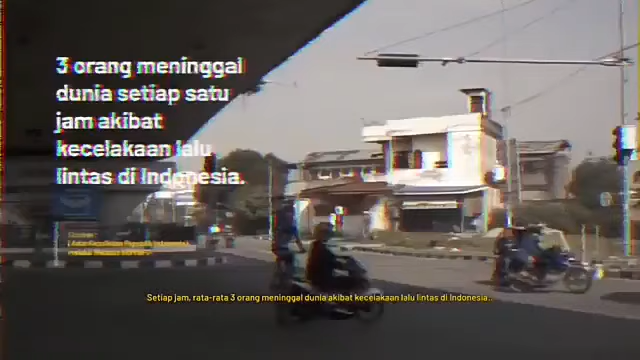 3 orang meninggal
dunia setiap satu
jam akibat
kecelakaan lalu
lintas di Indonesia.
Setiap jam, rata-rata 3 orang meninggal dunia akibat kecelakaan lalu lintas di Indonesia..